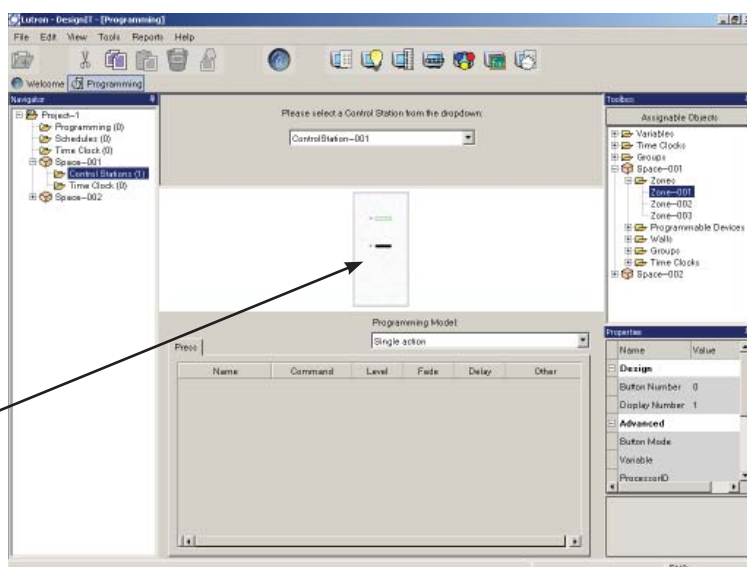 Lutron - DesignIT - [Programming]
File Edit View Tools Reports Help
Welcome Programming
Navigator
Project-1
Programming (0)
Schedules (0)
Time Clock (0)
Space-001
Control Stations (1)
Time Clock (0)
Space-002
Please select a Control Station from the dropdown:
ControlStation-001
Programming Model:
Single action
Press
Name Command Level Fade Delay Other
Toolbox
Assignable Objects
Variables
Time Clocks
Groups
Space-001
Zones
Zone-001
Zone-002
Zone-003
Programmable Devices
Walls
Groups
Time Clocks
Space-002
Properties
Name Value
Design
Button Number 0
Display Number 1
Advanced
Button Mode
Variable
ProcessorID